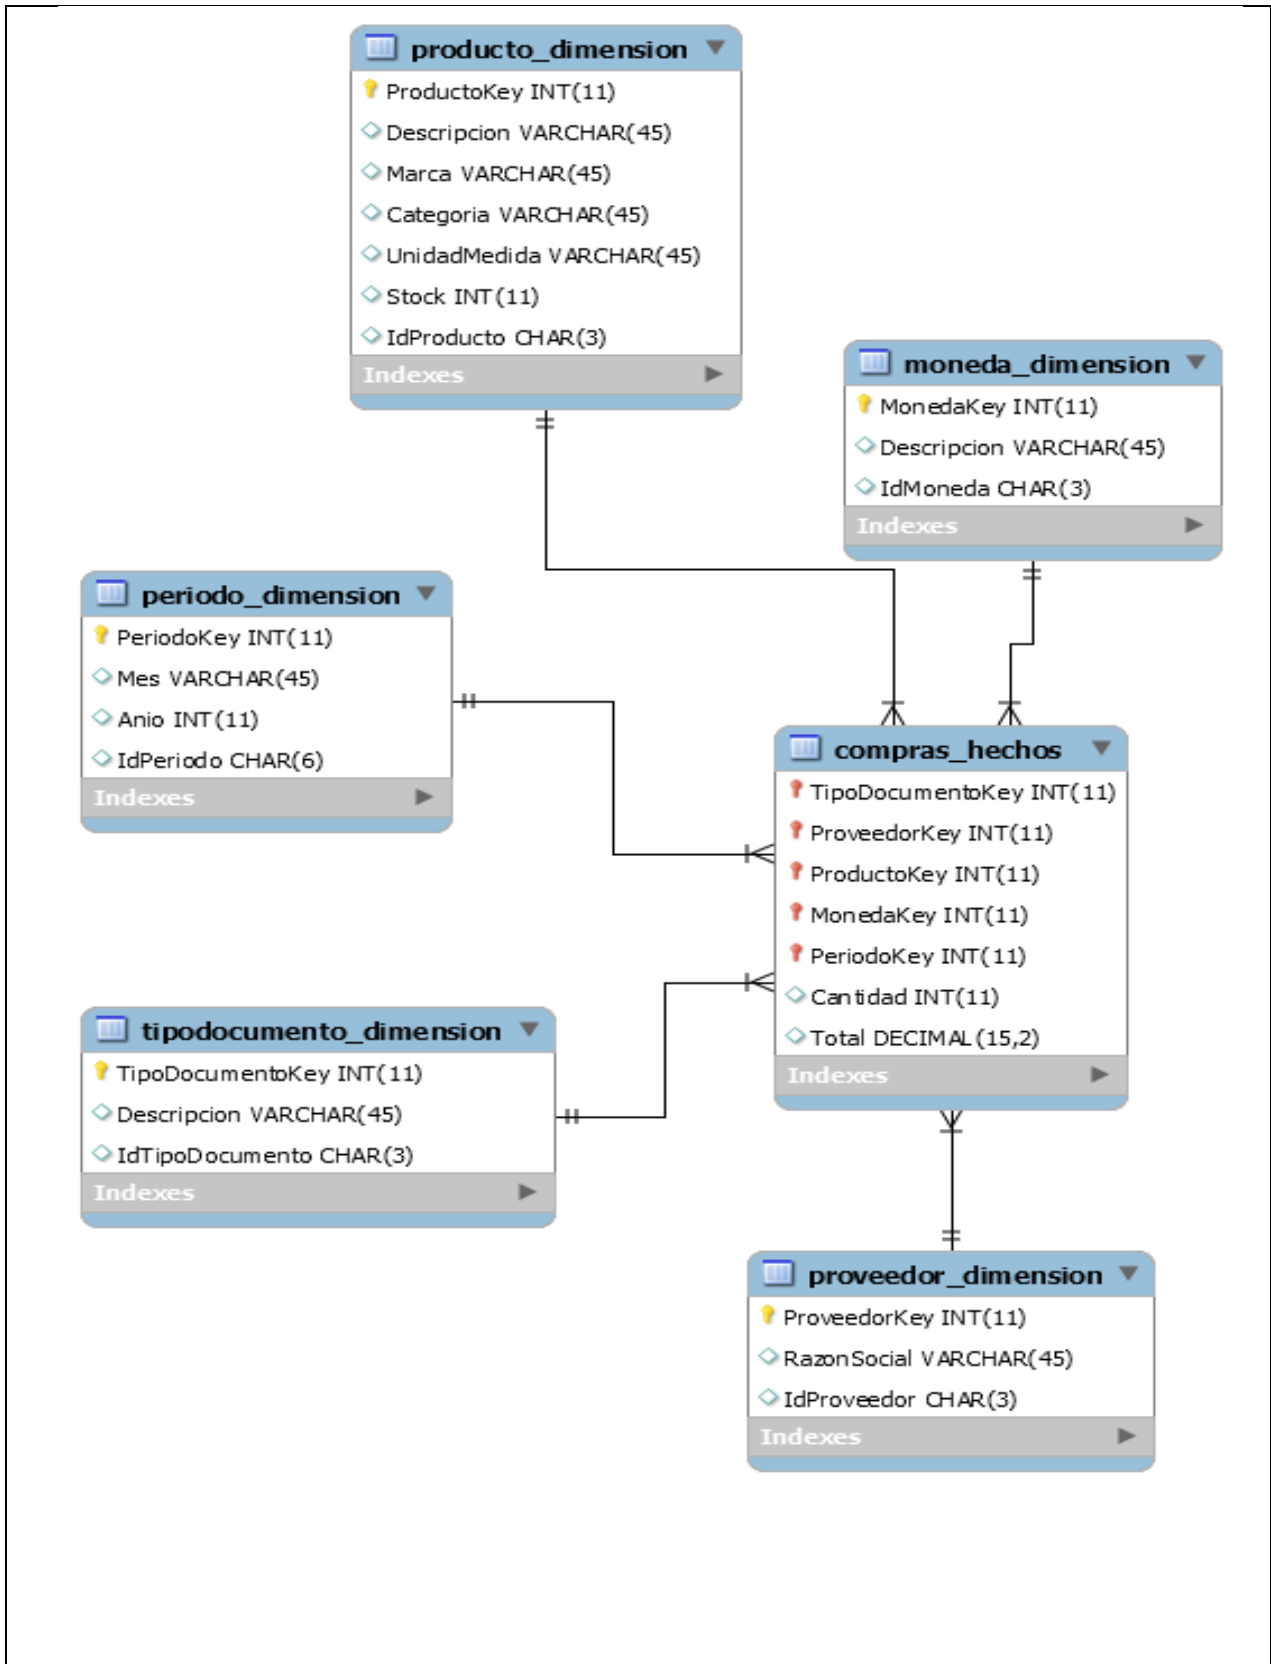 producto_dimension
ProductoKey INT(11)
Descripcion VARCHAR(45)
Marca VARCHAR(45)
Categoria VARCHAR(45)
UnidadMedida VARCHAR(45)
Stock INT(11)
IdProducto CHAR(3)
Indexes
moneda_dimension
MonedaKey INT(11)
Descripcion VARCHAR(45)
IdMoneda CHAR(3)
Indexes
periodo_dimension
PeriodoKey INT(11)
Mes VARCHAR(45)
Anio INT(11)
IdPeriodo CHAR(6)
Indexes
compras_hechos
TipoDocumentoKey INT(11)
ProveedorKey INT(11)
ProductoKey INT(11)
MonedaKey INT(11)
PeriodoKey INT(11)
Cantidad INT(11)
Total DECIMAL(15,2)
Indexes
tipodocumento_dimension
TipoDocumentoKey INT(11)
Descripcion VARCHAR(45)
IdTipoDocumento CHAR(3)
Indexes
proveedor_dimension
ProveedorKey INT(11)
RazonSocial VARCHAR(45)
IdProveedor CHAR(3)
Indexes